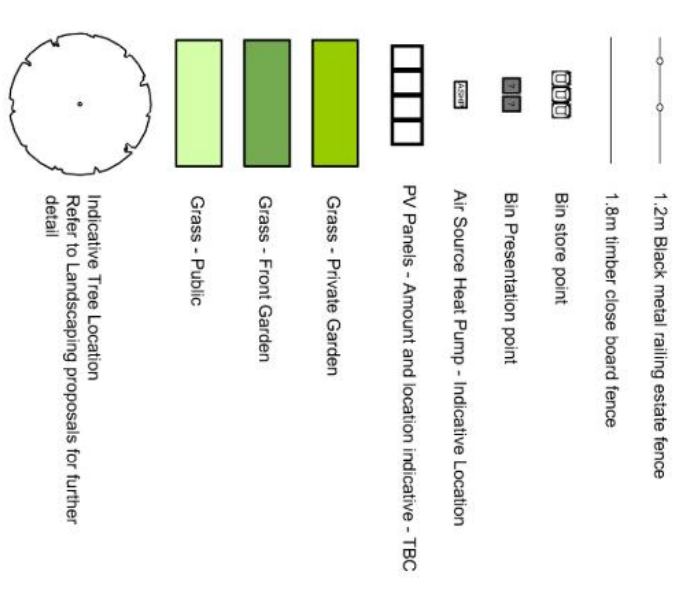 1.2m Black metal railing estate fence
1.8m timber close board fence
Bin store point
? ?
Bin Presentation point
ASHP
Air Source Heat Pump - Indicative Location
PV Panels - Amount and location indicative - TBC
Grass - Private Garden
Grass - Front Garden
Grass - Public
Indicative Tree Location
Refer to Landscaping proposals for further
detail